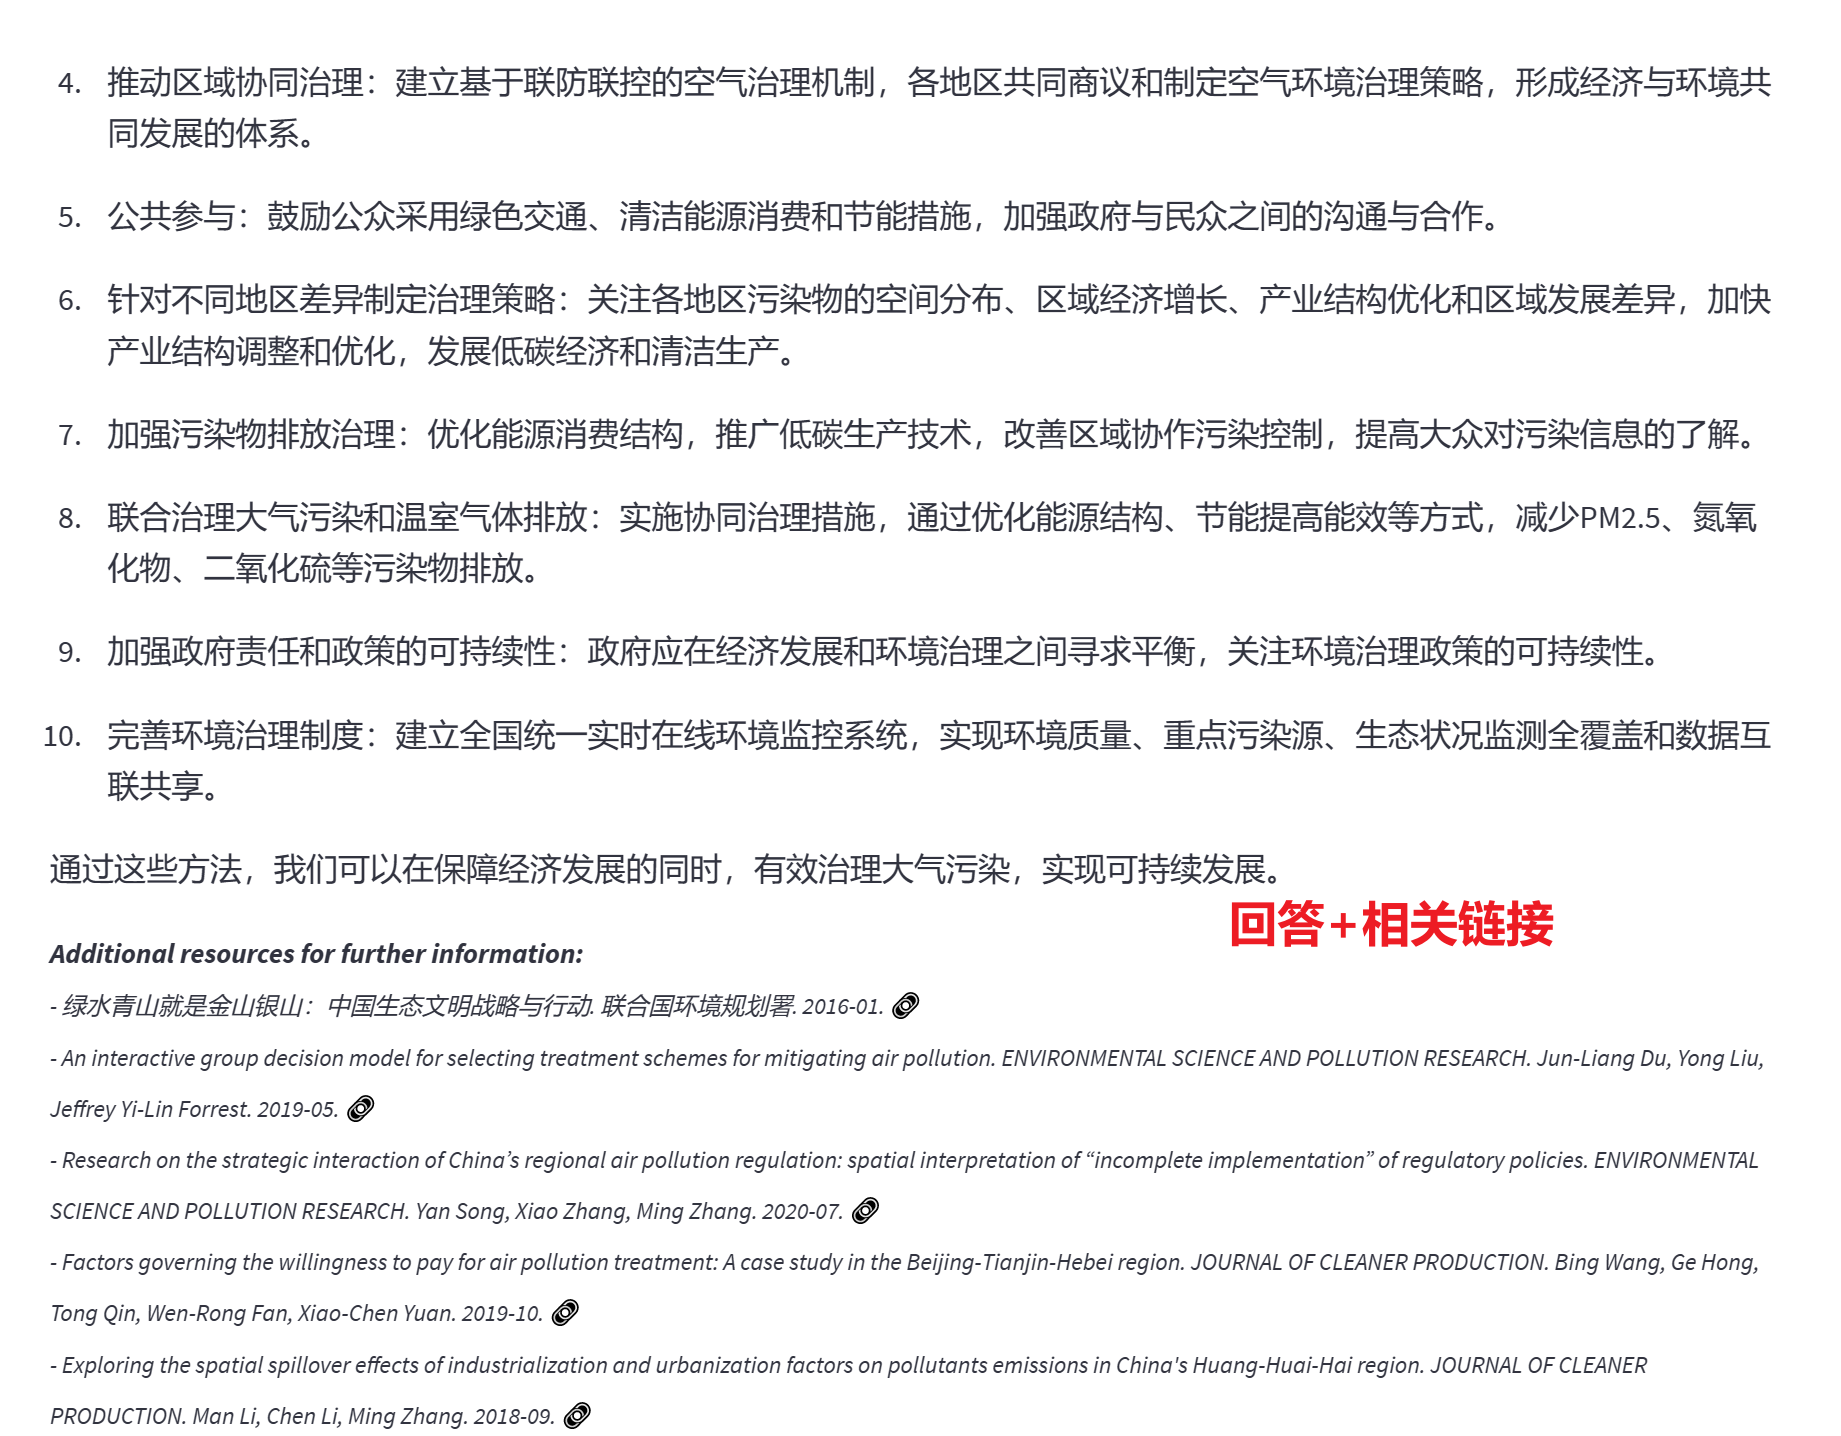 4. 推动区域协同治理：建立基于联防联控的空气治理机制，各地区共同商议和制定空气环境治理策略，形成经济与环境共
同发展的体系。
5. 公共参与：鼓励公众采用绿色交通、清洁能源消费和节能措施，加强政府与民众之间的沟通与合作。
6. 针对不同地区差异制定治理策略：关注各地区污染物的空间分布、区域经济增长、产业结构优化和区域发展差异，加快
产业结构调整和优化，发展低碳经济和清洁生产。
7. 加强污染物排放治理：优化能源消费结构，推广低碳生产技术，改善区域协作污染控制，提高大众对污染信息的了解。
8. 联合治理大气污染和温室气体排放：实施协同治理措施，通过优化能源结构、节能提高能效等方式，减少PM2.5、氮氧
化物、二氧化硫等污染物排放。
9. 加强政府责任和政策的可持续性：政府应在经济发展和环境治理之间寻求平衡，关注环境治理政策的可持续性。
10. 完善环境治理制度：建立全国统一实时在线环境监控系统，实现环境质量、重点污染源、生态状况监测全覆盖和数据互
联共享。
通过这些方法，我们可以在保障经济发展的同时，有效治理大气污染，实现可持续发展。
回答+相关链接
Additional resources for further information:
- 绿水青山就是金山银山：中国生态文明战略与行动. 联合国环境规划署. 2016-01.
- An interactive group decision model for selecting treatment schemes for mitigating air pollution. ENVIRONMENTAL SCIENCE AND POLLUTION RESEARCH. Jun-Liang Du, Yong Liu,
Jeffrey Yi-Lin Forrest. 2019-05.
- Research on the strategic interaction of China’s regional air pollution regulation: spatial interpretation of “incomplete implementation” of regulatory policies. ENVIRONMENTAL
SCIENCE AND POLLUTION RESEARCH. Yan Song, Xiao Zhang, Ming Zhang. 2020-07.
- Factors governing the willingness to pay for air pollution treatment: A case study in the Beijing-Tianjin-Hebei region. JOURNAL OF CLEANER PRODUCTION. Bing Wang, Ge Hong,
Tong Qin, Wen-Rong Fan, Xiao-Chen Yuan. 2019-10.
- Exploring the spatial spillover effects of industrialization and urbanization factors on pollutants emissions in China's Huang-Huai-Hai region. JOURNAL OF CLEANER
PRODUCTION. Man Li, Chen Li, Ming Zhang. 2018-09.